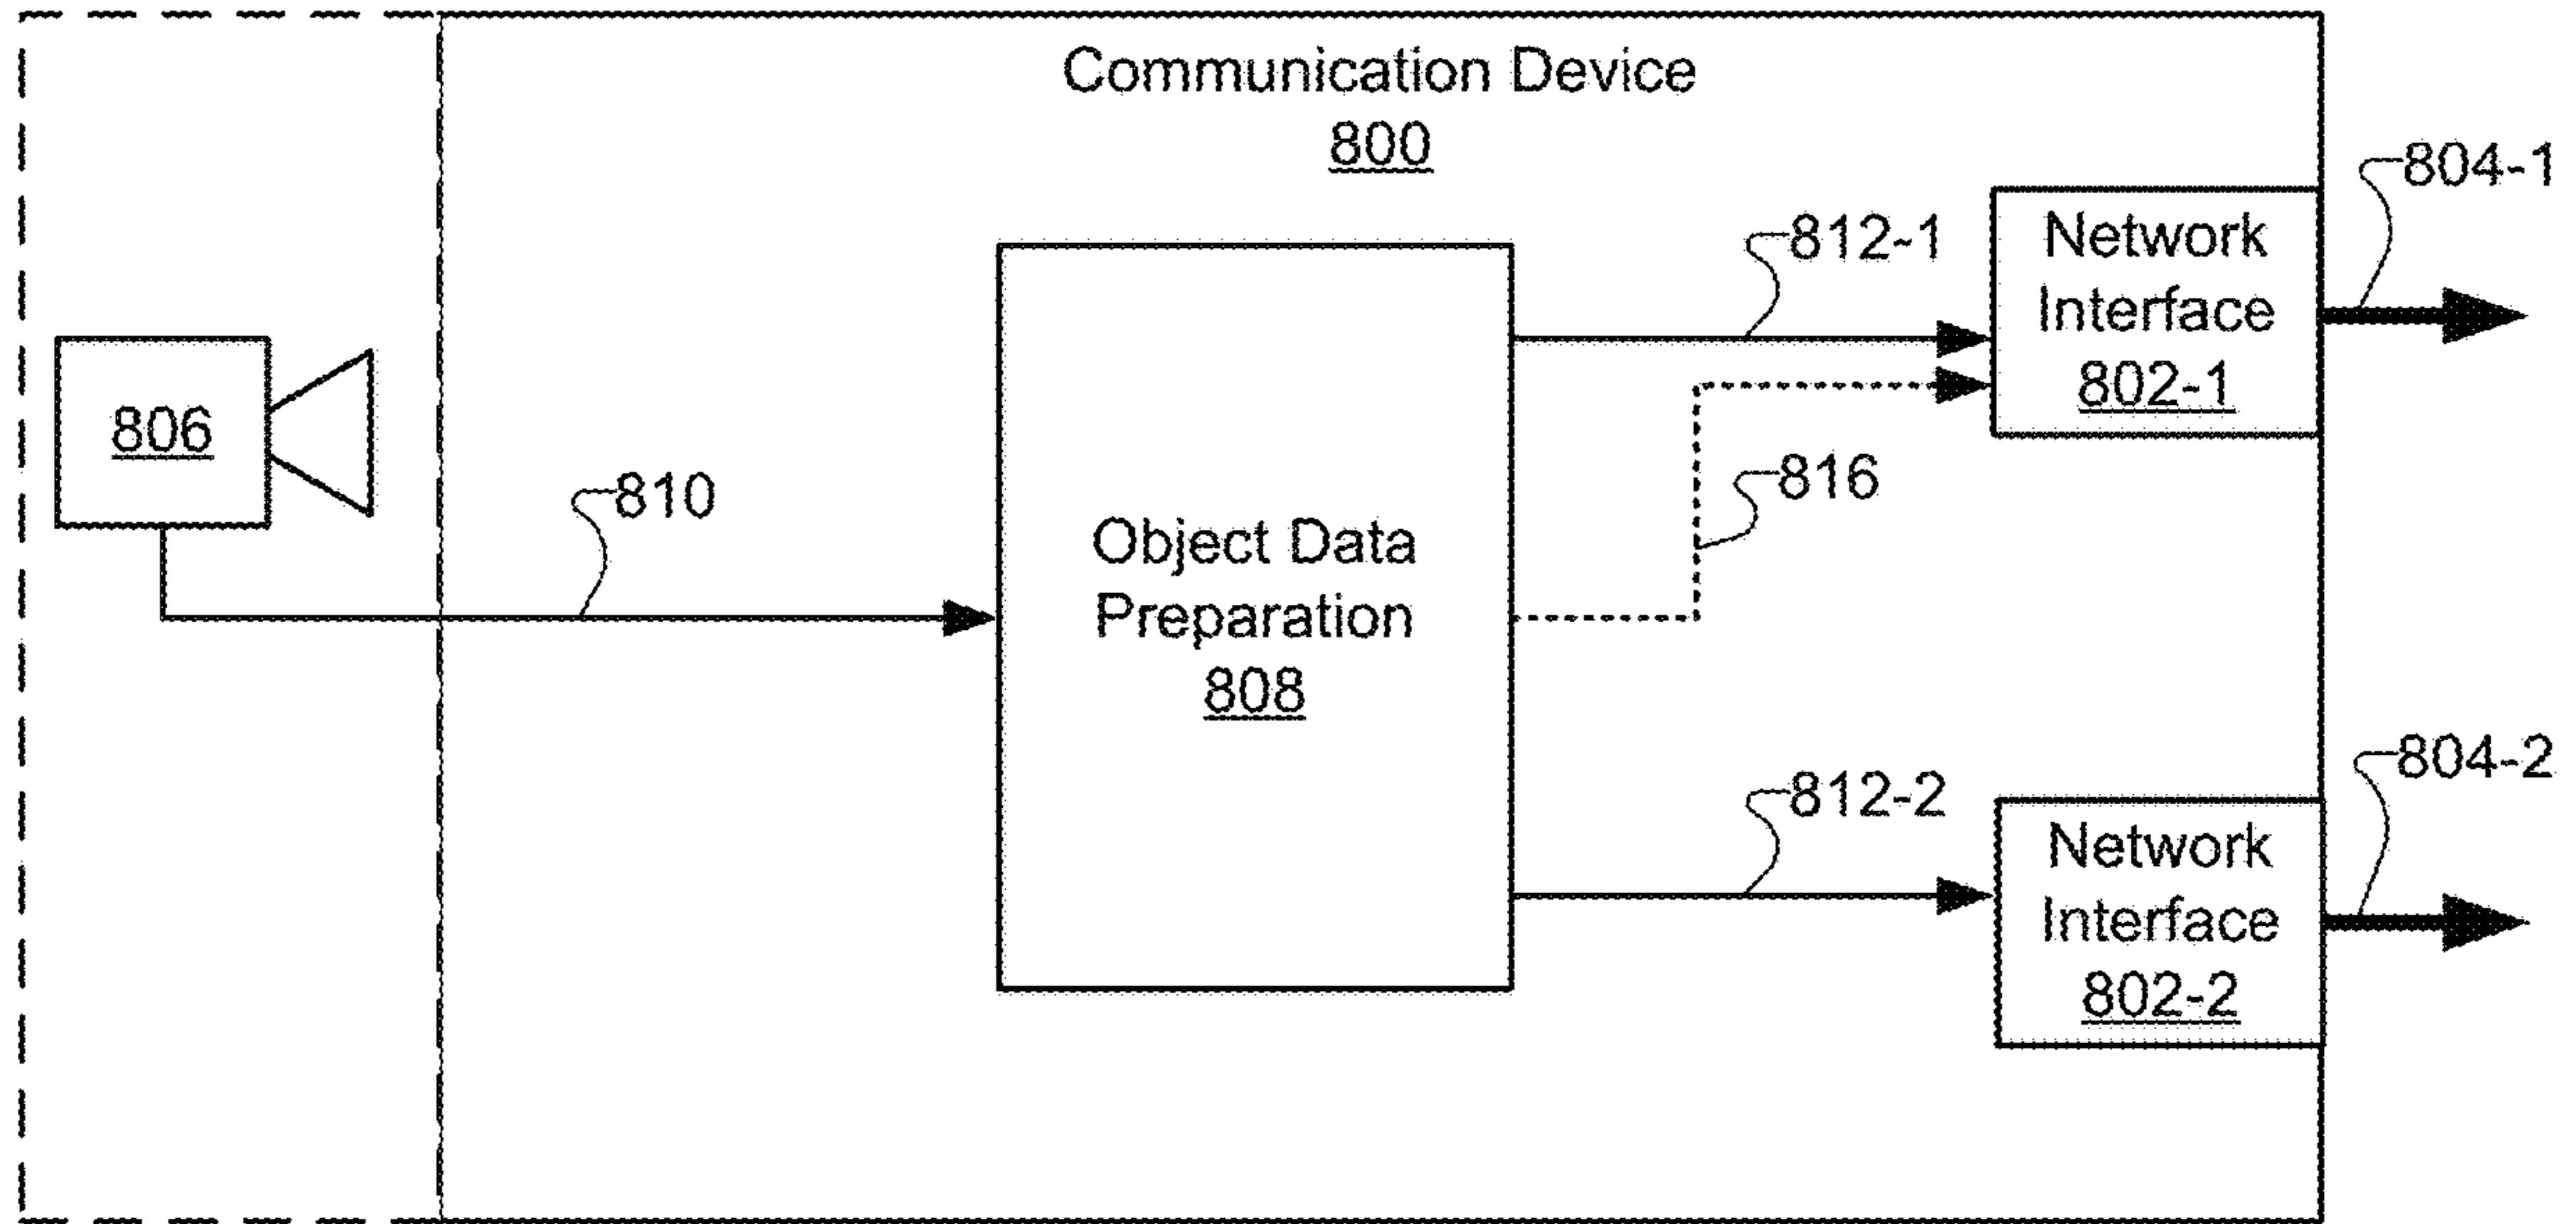 Communication Device
800
804-1
812-1
Network
Interface
802-1
806
810
816
Object Data
Preparation
808
804-2
812-2
Network
Interface
802-2